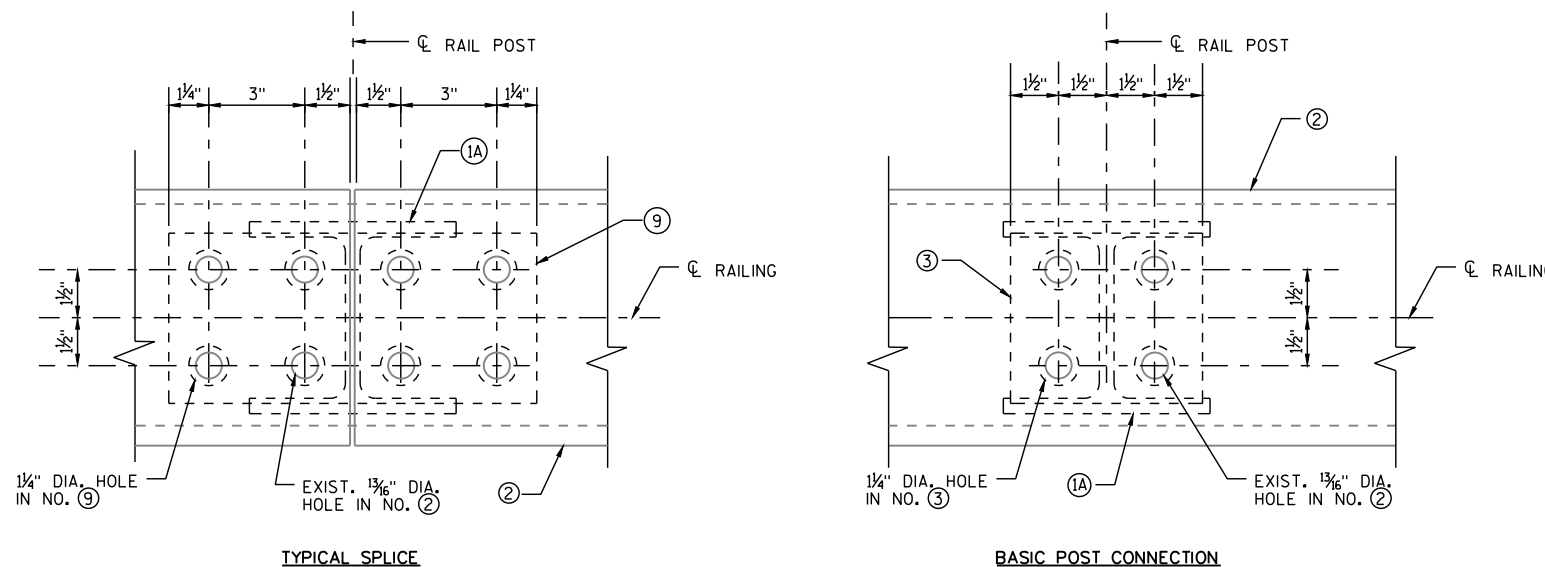 ℄ RAIL POST
1¼" 3" 1½" 1½" 3" 1¼"
1A
9
℄ RAILING
1½"
1½"
1¼" DIA. HOLE
IN NO. 9
EXIST. 13/16" DIA.
HOLE IN NO. 2
2
TYPICAL SPLICE
℄ RAIL POST
1½" 1½" 1½" 1½"
2
3
℄ RAILIN
1½"
1½"
1¼" DIA. HOLE
IN NO. 3
1A
EXIST. 13/16" DIA.
HOLE IN NO. 2
BASIC POST CONNECTION